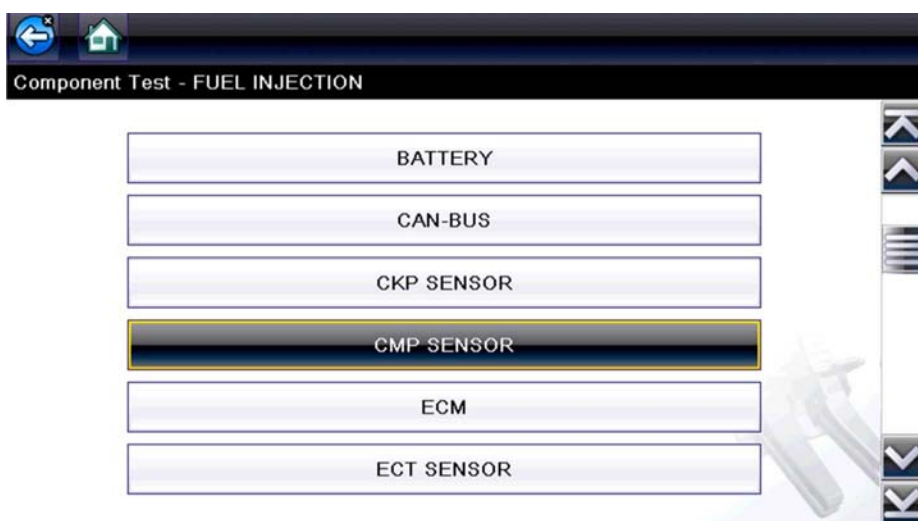 Component Test - FUEL INJECTION
BATTERY
CAN-BUS
CKP SENSOR
CMP SENSOR
ECM
ECT SENSOR